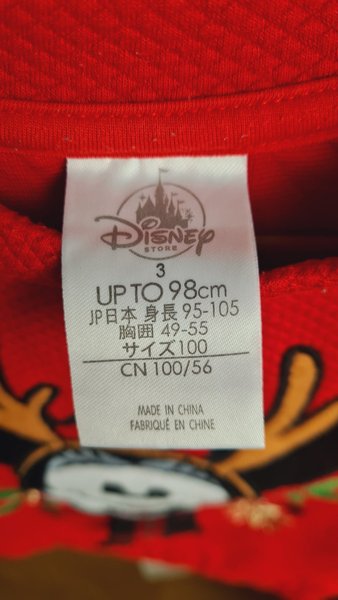 Disney
STORE
3
UP TO 98cm
JP日本 身長 95-105
胸囲 49-55
サイズ100
CN 100/56
MADE IN CHINA
FABRIQUÉ EN CHINE